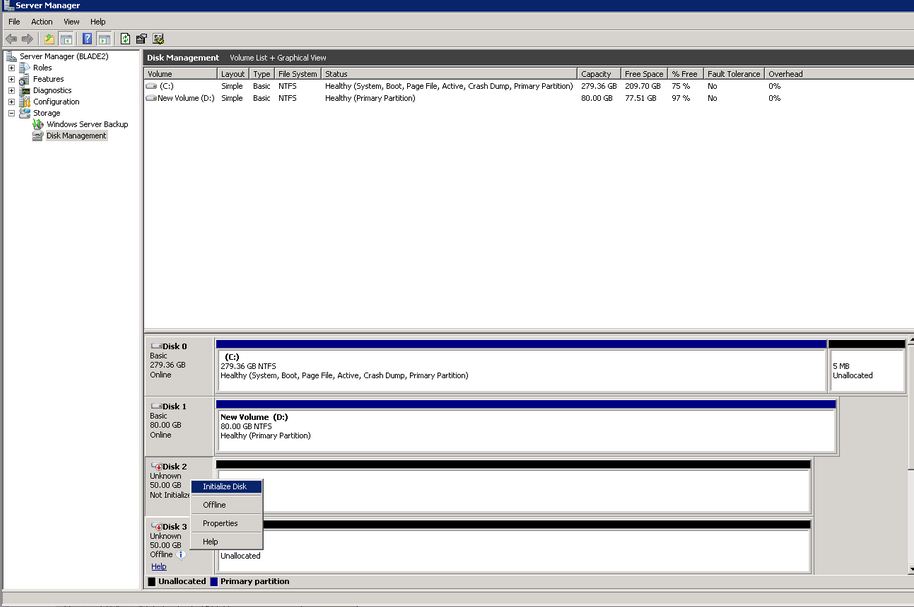 Server Manager
File Action View Help
Server Manager (BLADE2)
Roles
Features
Diagnostics
Configuration
Storage
Windows Server Backup
Disk Management
Disk Management Volume List + Graphical View
Volume Layout Type File System Status Capacity Free Space % Free Fault Tolerance Overhead
(C:) Simple Basic NTFS Healthy (System, Boot, Page File, Active, Crash Dump, Primary Partition) 279.36 GB 209.70 GB 75 % No 0%
New Volume (D:) Simple Basic NTFS Healthy (Primary Partition) 80.00 GB 77.51 GB 97 % No 0%
Disk 0
Basic
279.36 GB
Online
(C:)
279.36 GB NTFS
Healthy (System, Boot, Page File, Active, Crash Dump, Primary Partition)
5 MB
Unallocated
Disk 1
Basic
80.00 GB
Online
New Volume (D:)
80.00 GB NTFS
Healthy (Primary Partition)
Disk 2
Unknown
50.00 GB
Not Initialize
Initialize Disk
Offline
Properties
Help
Disk 3
Unknown
50.00 GB
Offline
Help
Unallocated
Unallocated Primary partition